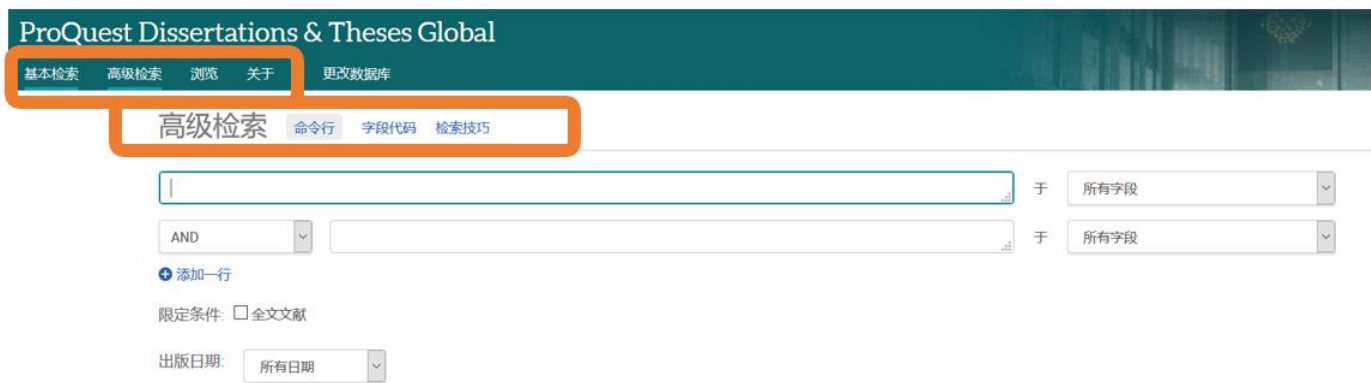 ProQuest Dissertations & Theses Global
基本检索 高级检索 浏览 关于 更改数据库
高级检索 命令行 字段代码 检索技巧
于 所有字段
AND 于 所有字段
添加一行
限定条件: 全文文献
出版日期: 所有日期